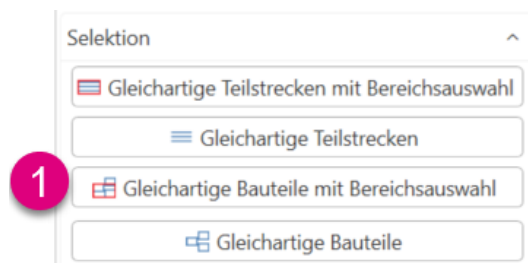 Selektion
Gleichartige Teilstrecken mit Bereichsauswahl
Gleichartige Teilstrecken
1 Gleichartige Bauteile mit Bereichsauswahl
Gleichartige Bauteile